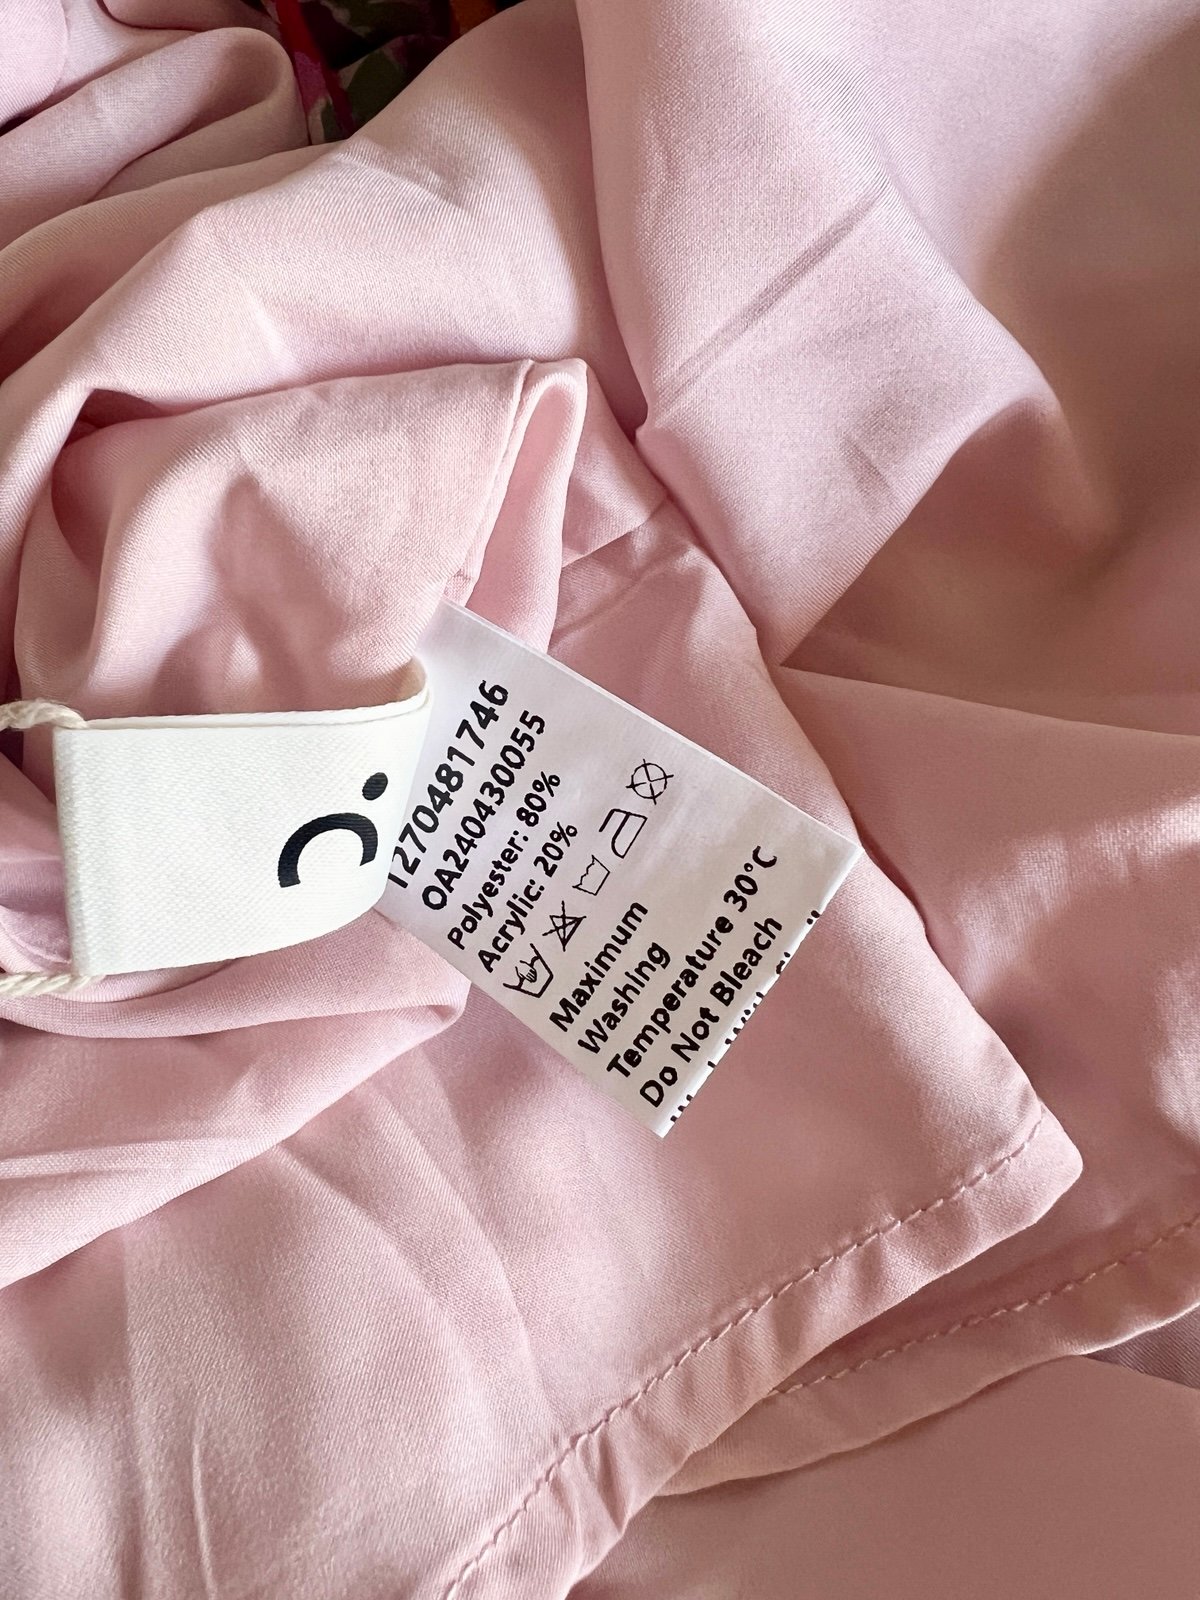 1270481746
OA240430055
Polyester: 80%
Acrylic: 20%
Maximum
Washing
Temperature 30°C
Do Not Bleach